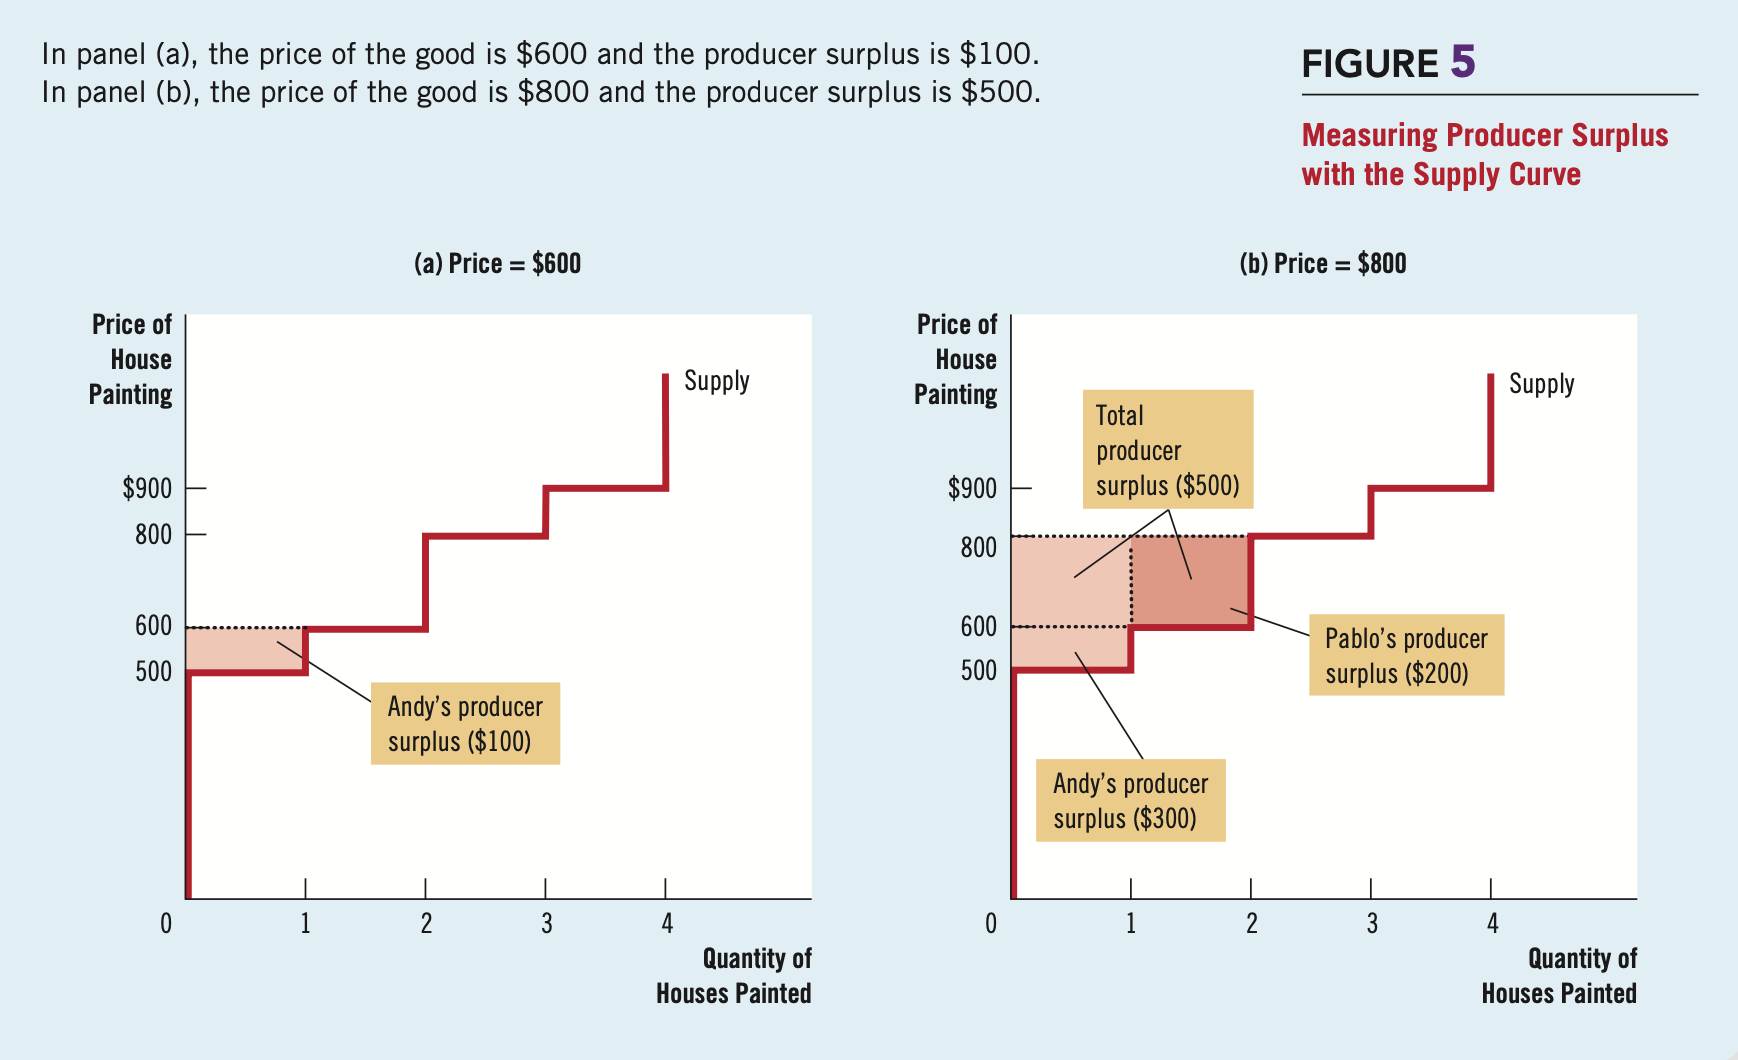 In panel (a), the price of the good is $600 and the producer surplus is $100.
In panel (b), the price of the good is $800 and the producer surplus is $500.
FIGURE 5
Measuring Producer Surplus
with the Supply Curve
(a) Price = $600
Price of
House
Painting
Supply
$900
800
600
500
Andy's producer
surplus ($100)
0
1
2
3
4
Quantity of
Houses Painted
(b) Price = $800
Price of
House
Painting
Supply
Total
producer
surplus ($500)
$900
800
600
500
Pablo's producer
surplus ($200)
Andy's producer
surplus ($300)
0
1
2
3
4
Quantity of
Houses Painted